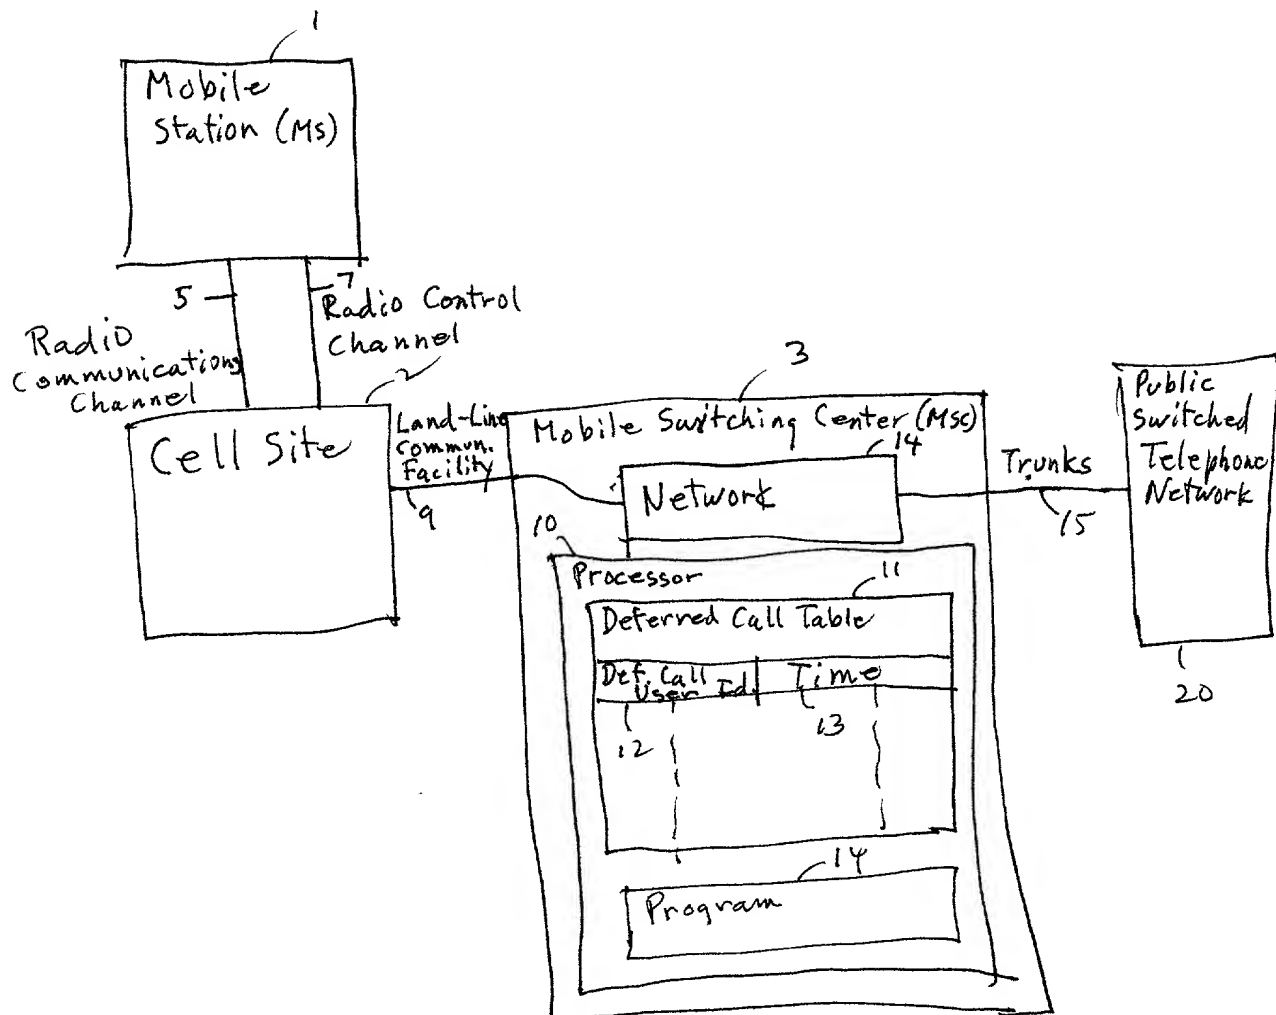 1
Mobile
Station (MS)
5
7
Radio Control
Channel
Radio
Communications
Channel
2
Cell Site
Land-Line
Commun.
Facility
9
3
Mobile Switching Center (MSC)
14
Network
Trunks
15
Public
Switched
Telephone
Network
20
10
Processor
11
Deferred Call Table
Def. Call
User Id.
Time
12
13
14
Program